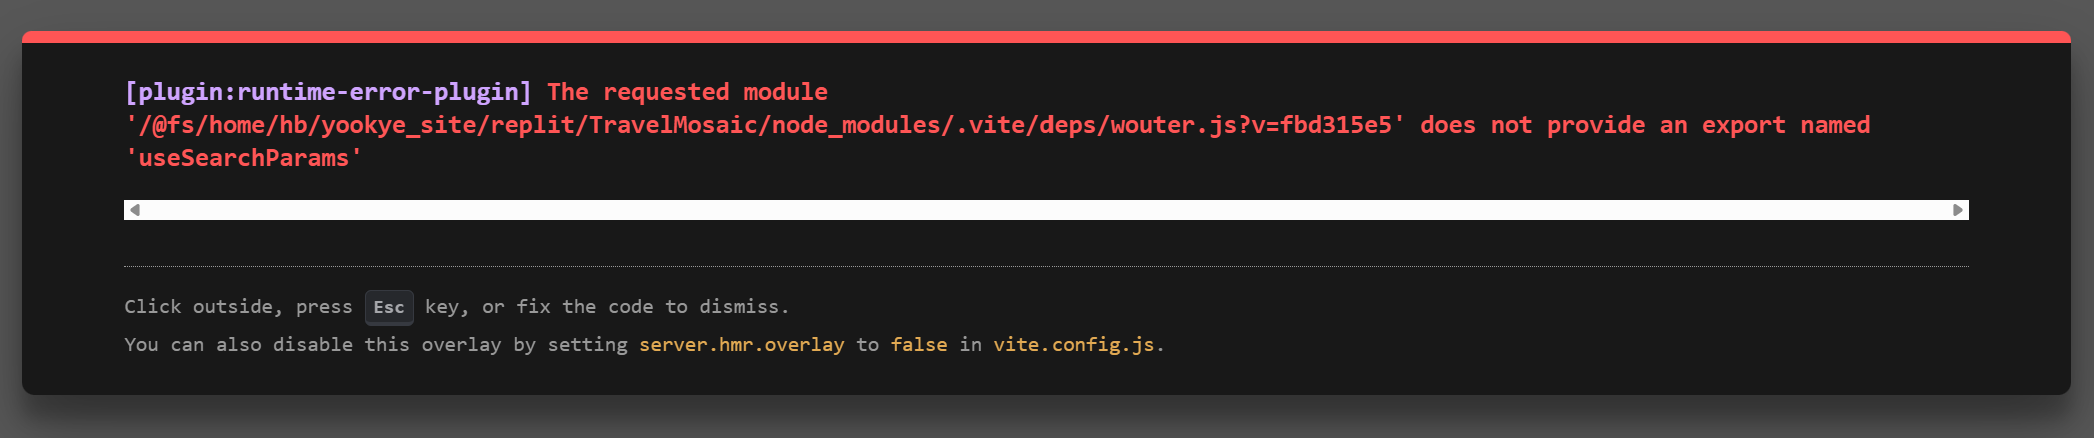 [plugin:runtime-error-plugin] The requested module
'/@fs/home/hb/yookye_site/replit/TravelMosaic/node_modules/.vite/deps/wouter.js?v=fbd315e5' does not provide an export named
'useSearchParams'
Click outside, press Esc key, or fix the code to dismiss.
You can also disable this overlay by setting server.hmr.overlay to false in vite.config.js.